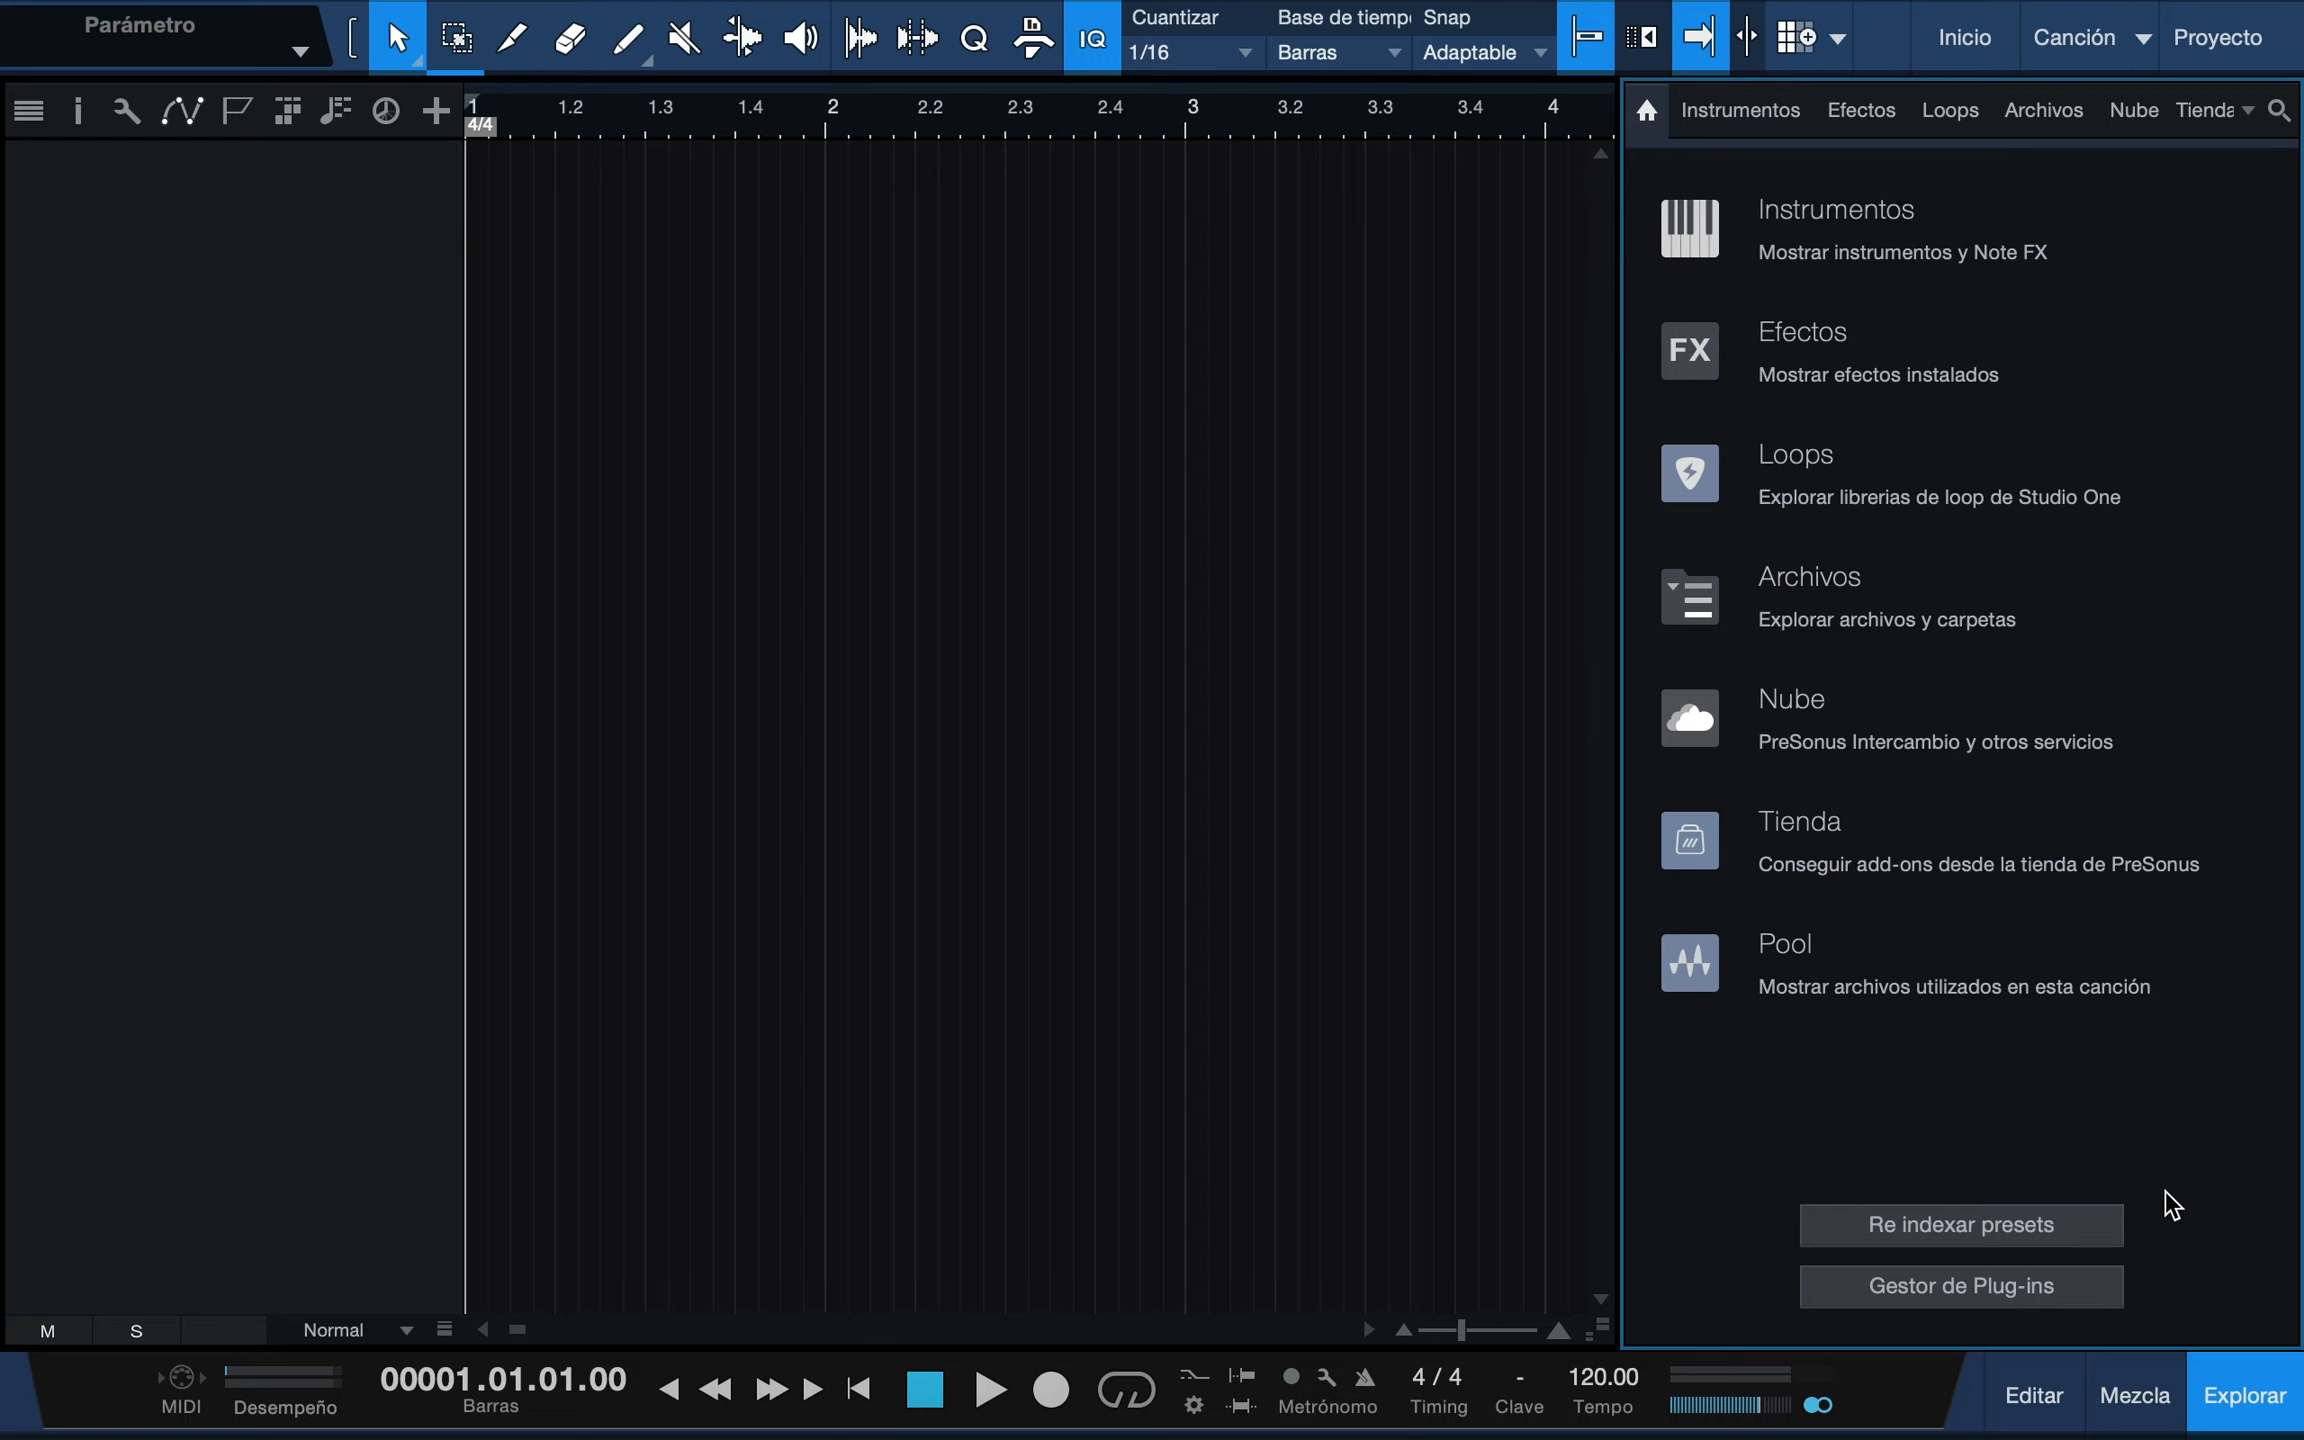 Parámetro
IQ
Cuantizar
1/16
Base de tiemp
Barras
Snap
Adaptable
Inicio
Canción
Proyecto
1 1.2 1.3 1.4 2 2.2 2.3 2.4 3 3.2 3.3 3.4 4
4/4
Instrumentos Efectos Loops Archivos Nube Tienda
Instrumentos
Mostrar instrumentos y Note FX
FX
Efectos
Mostrar efectos instalados
Loops
Explorar librerias de loop de Studio One
Archivos
Explorar archivos y carpetas
Nube
PreSonus Intercambio y otros servicios
Tienda
Conseguir add-ons desde la tienda de PreSonus
Pool
Mostrar archivos utilizados en esta canción
Re indexar presets
Gestor de Plug-ins
M S Normal
MIDI
Desempeño
00001.01.01.00
Barras
Metrónomo
4 / 4
Timing
-
Clave
120.00
Tempo
Editar
Mezcla
Explorar